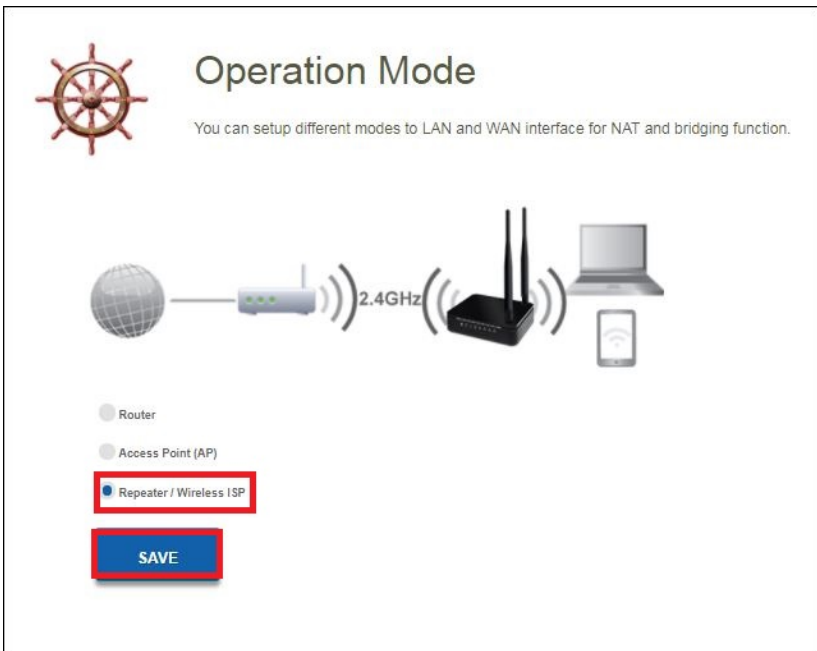 Operation Mode
You can setup different modes to LAN and WAN interface for NAT and bridging function.
2.4GHz
Router
Access Point (AP)
Repeater / Wireless ISP
SAVE